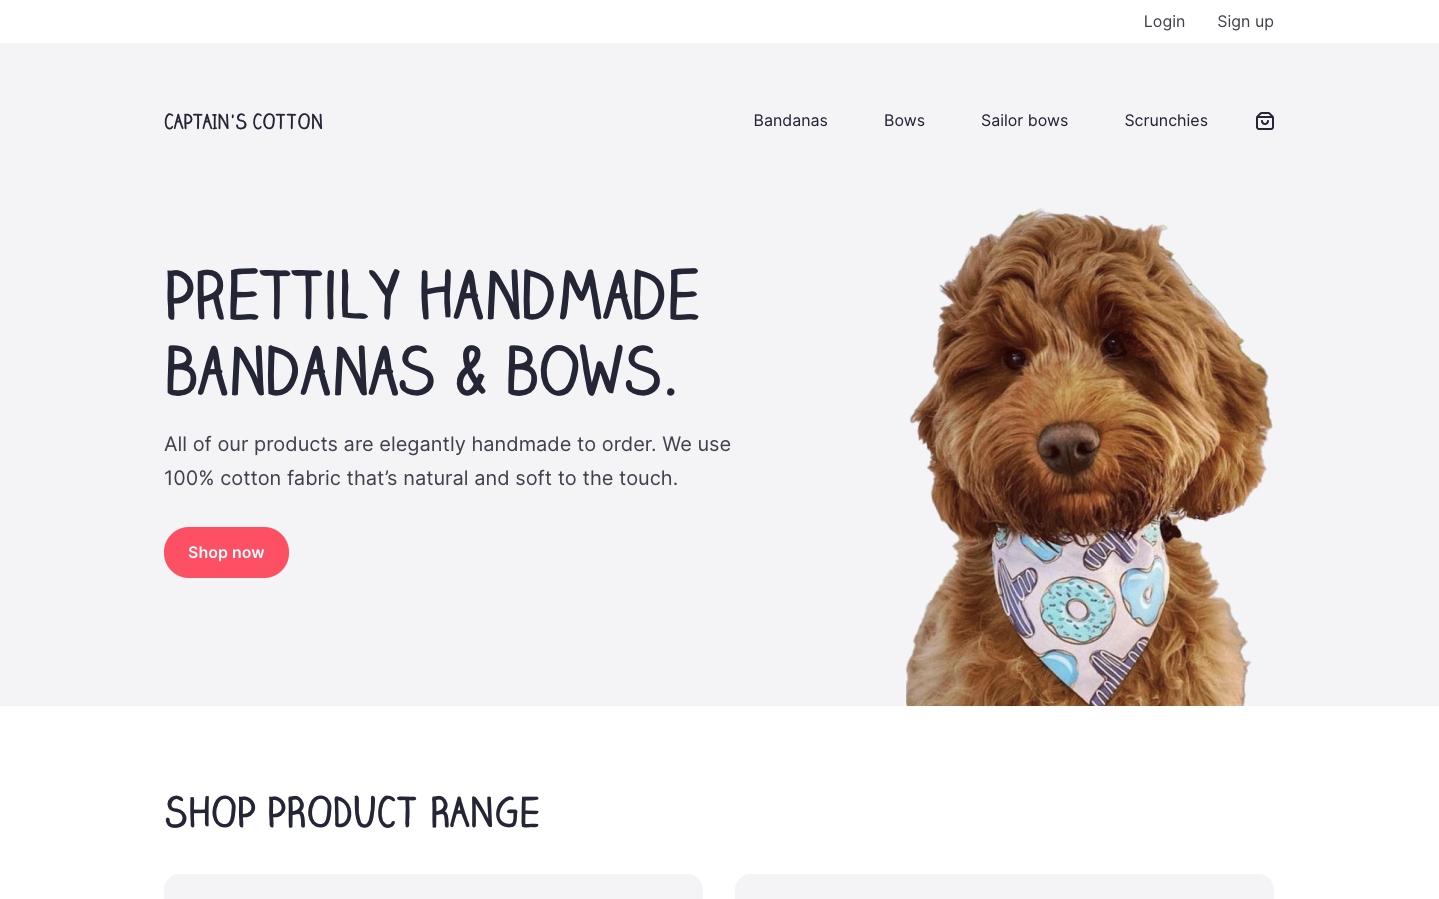 Login Sign up
CAPTAIN'S COTTON
Bandanas Bows Sailor bows Scrunchies
PRETTILY HANDMADE
BANDANAS & BOWS.
All of our products are elegantly handmade to order. We use
100% cotton fabric that’s natural and soft to the touch.
Shop now
SHOP PRODUCT RANGE